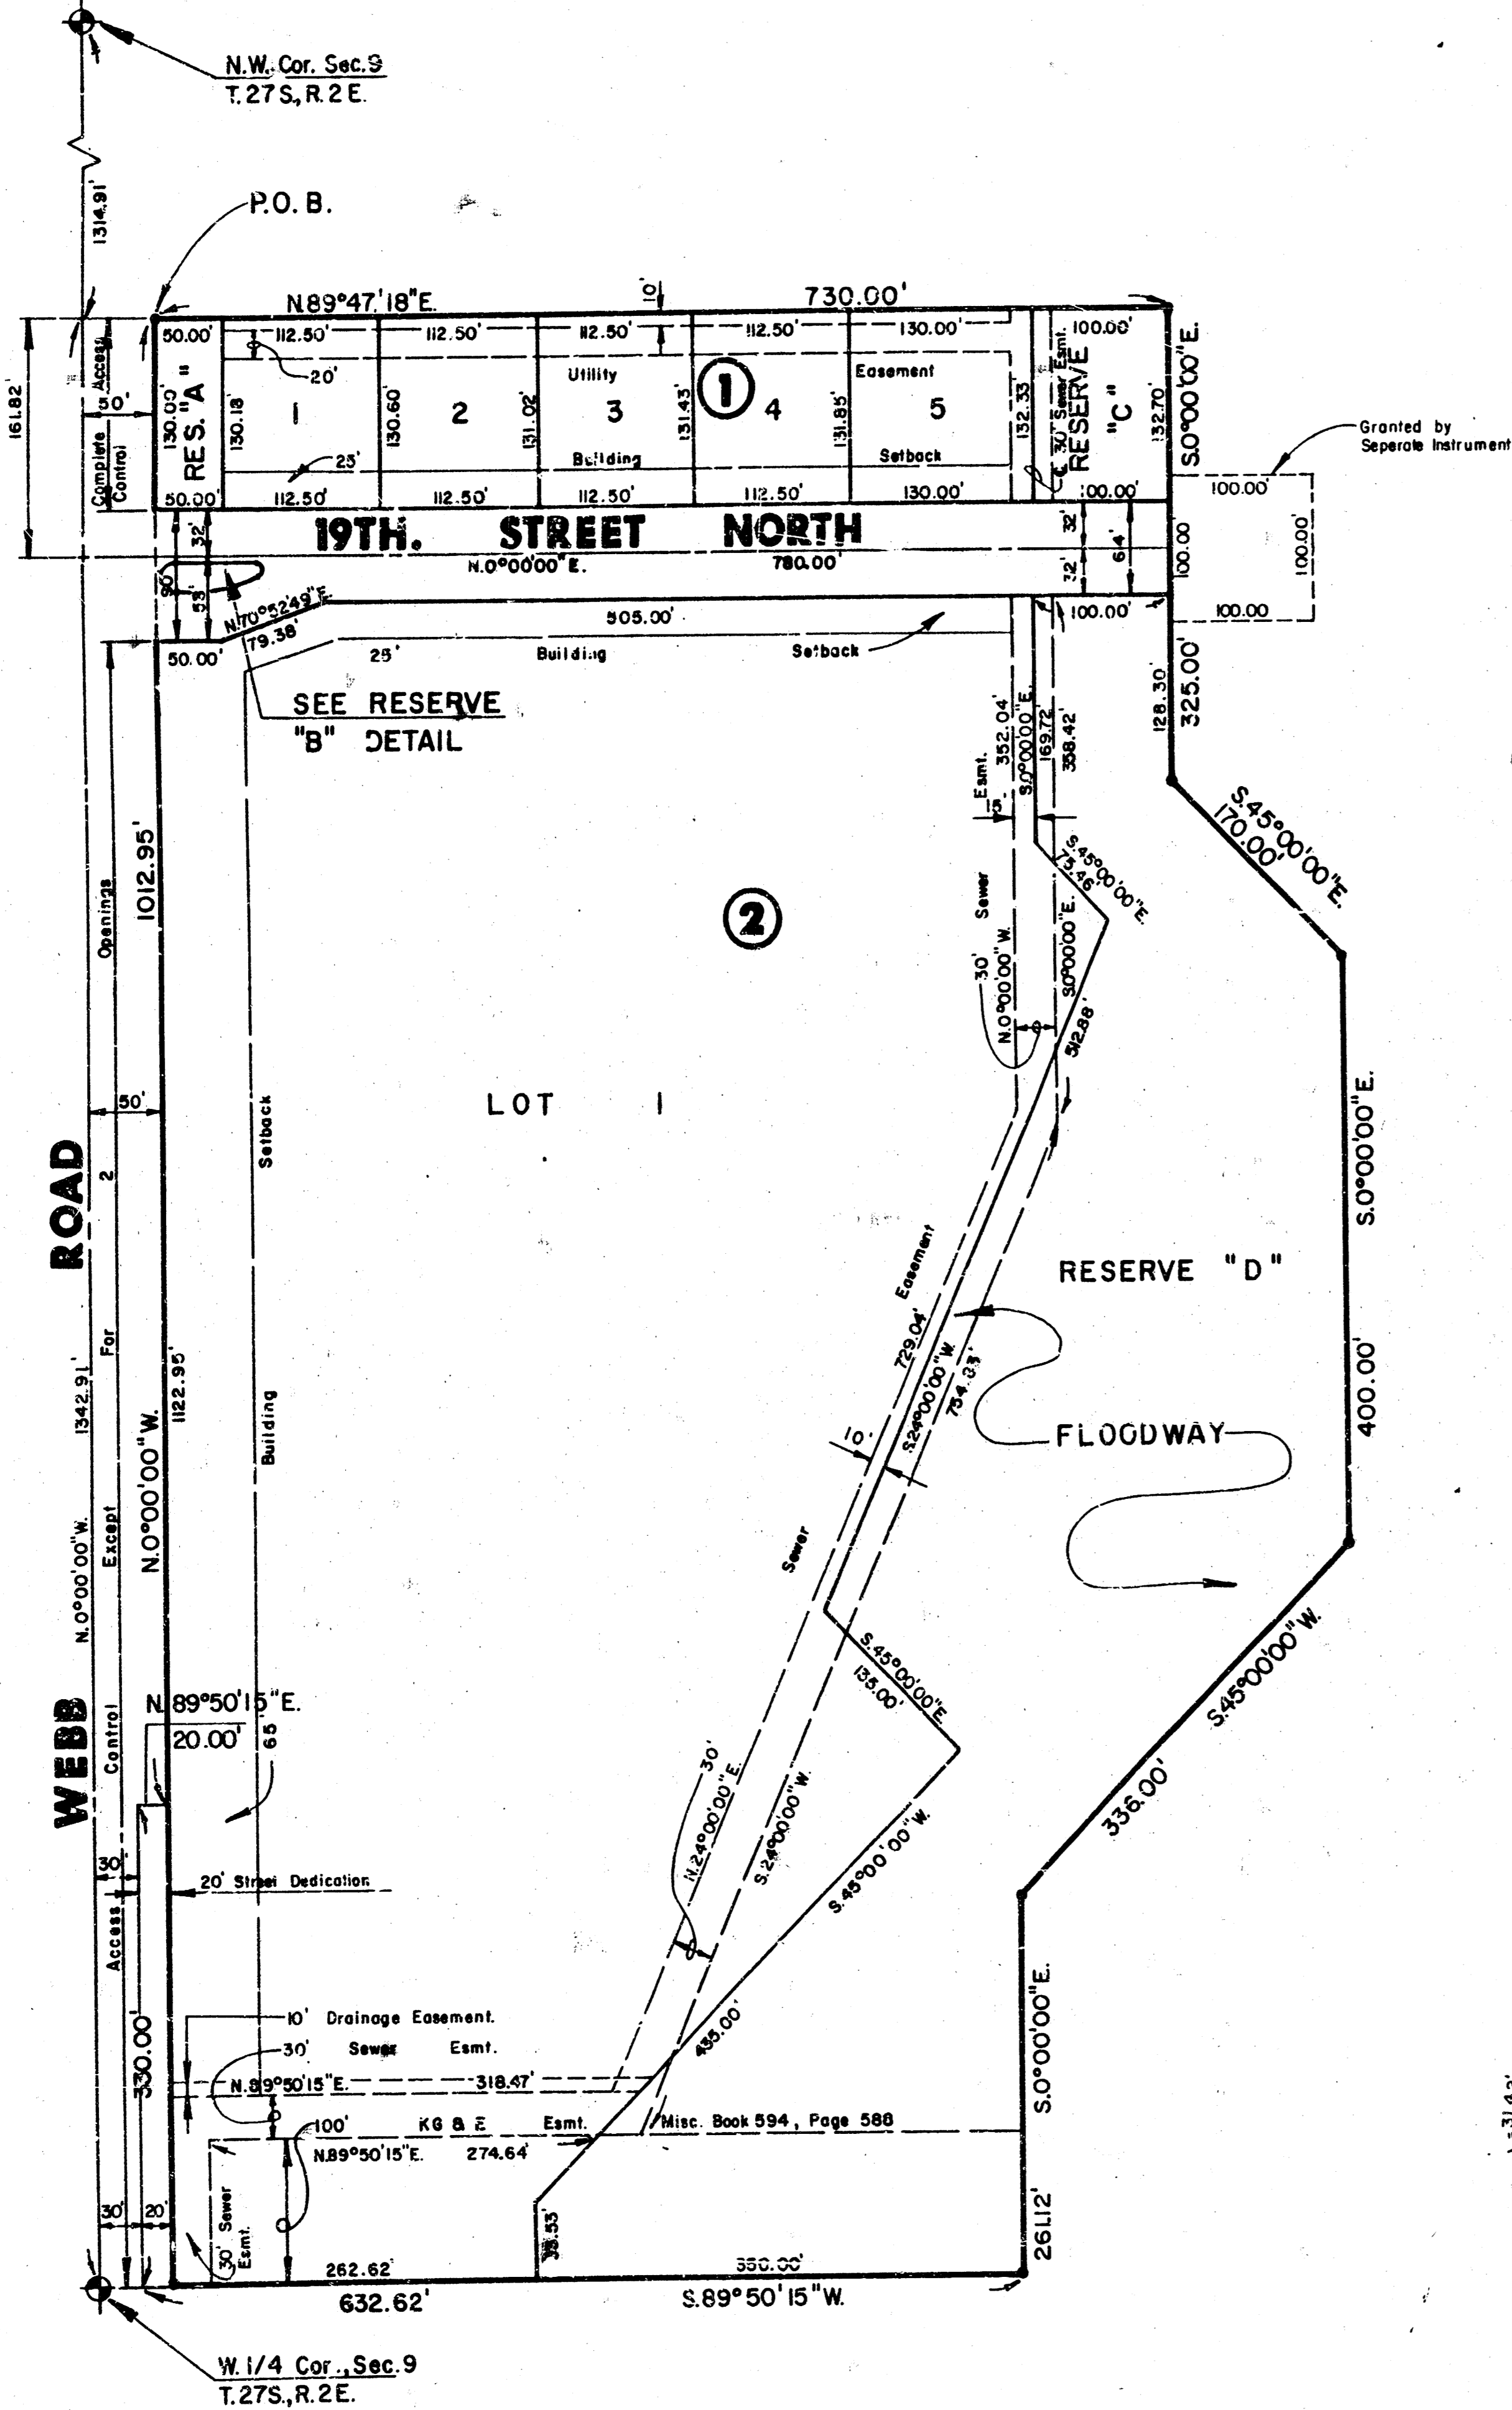 N.W. Cor. Sec. 9
T. 27 S., R. 2 E.
1314.91'
P.O.B.
N.89°47'18"E.
10'
730.00'
50.00'
112.50'
112.50'
112.50'
112.50'
130.00'
100.00'
161.82'
Complete Access
Control
50'
130.00'
RES. "A"
130.18'
20'
1
130.60'
2
131.02'
Utility
3
131.43'
1
4
131.85'
Easement
5
132.33'
30' Sewer Esmt.
RESERVE
"C"
132.70'
S.0°00'00"E.
Granted by
Seperate Instrument
25'
Building
Setback
50.00'
112.50'
112.50'
112.50'
112.50'
130.00'
100.00'
100.00'
19TH. STREET NORTH
32'
32'
64'
32'
100.00'
100.00'
N.0°00'00"E.
780.00'
90'
53'
N.70°52'49"E.
79.38'
505.00'
100.00'
100.00'
50.00'
25'
Building
Setback
SEE RESERVE
"B" DETAIL
128.30'
325.00'
352.04'
S.0°00'00"E.
169.72'
358.42'
Esmt.
S.45°00'00"E.
170.00'
S.45°00'00"E.
75.46'
1012.95'
Openings
2
30' Sewer
N.0°00'00"W.
S.0°00'00"E.
512.88'
LOT 1
50'
2
Setback
ROAD
S.0°00'00"E.
Easement
RESERVE "D"
For
729.04'
S.24°00'00"W.
1342.91'
1122.95'
Building
N.0°00'00"W.
400.00'
10'
FLOODWAY
N.0°00'00"W.
Except
Sewer
S.45°00'00"E.
135.00'
S.45°00'00"W.
N.89°50'15"E.
20.00'
65'
WEBB
Control
30'
N.24°00'00"E.
S.24°00'00"W.
S.45°00'00"W.
336.00'
30'
20' Street Dedication
Access
S.0°00'00"E.
330.00'
10' Drainage Easement.
30' Sewer Esmt.
435.00'
N.89°50'15"E.
318.47'
100' KG & E Esmt.
Misc. Book 594, Page 588
N.89°50'15"E. 274.64'
30' 20'
30' Sewer
Esmt.
261.12'
262.62'
632.62'
S.89°50'15"W.
W. 1/4 Cor., Sec. 9
T. 27S., R. 2 E.